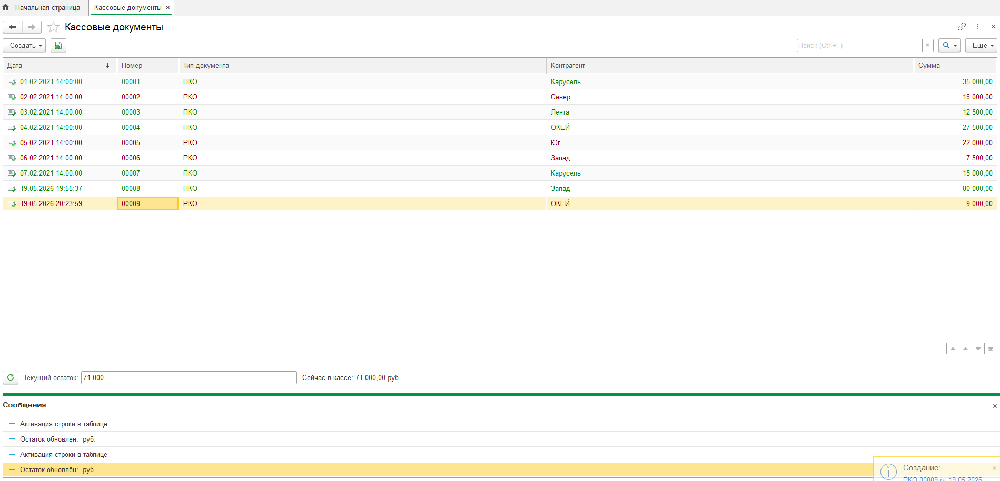 Начальная страница
Кассовые документы ×
Кассовые документы
Создать
Поиск (Ctrl+F) × Еще
Дата ↓ Номер Тип документа Контрагент Сумма
01.02.2021 14:00:00 00001 ПКО Карусель 35 000,00
02.02.2021 14:00:00 00002 РКО Север 18 000,00
03.02.2021 14:00:00 00003 ПКО Лента 12 500,00
04.02.2021 14:00:00 00004 ПКО ОКЕЙ 27 500,00
05.02.2021 14:00:00 00005 РКО Юг 22 000,00
06.02.2021 14:00:00 00006 РКО Запад 7 500,00
07.02.2021 14:00:00 00007 ПКО Карусель 15 000,00
19.05.2026 19:55:37 00008 ПКО Запад 80 000,00
19.05.2026 20:23:59 00009 РКО ОКЕЙ 9 000,00
Текущий остаток: 71 000 Сейчас в кассе: 71 000,00 руб.
Сообщения:
Активация строки в таблице
Остаток обновлён: руб.
Активация строки в таблице
Остаток обновлён: руб.
Создание:
РКО 00009 от 19.05.2026